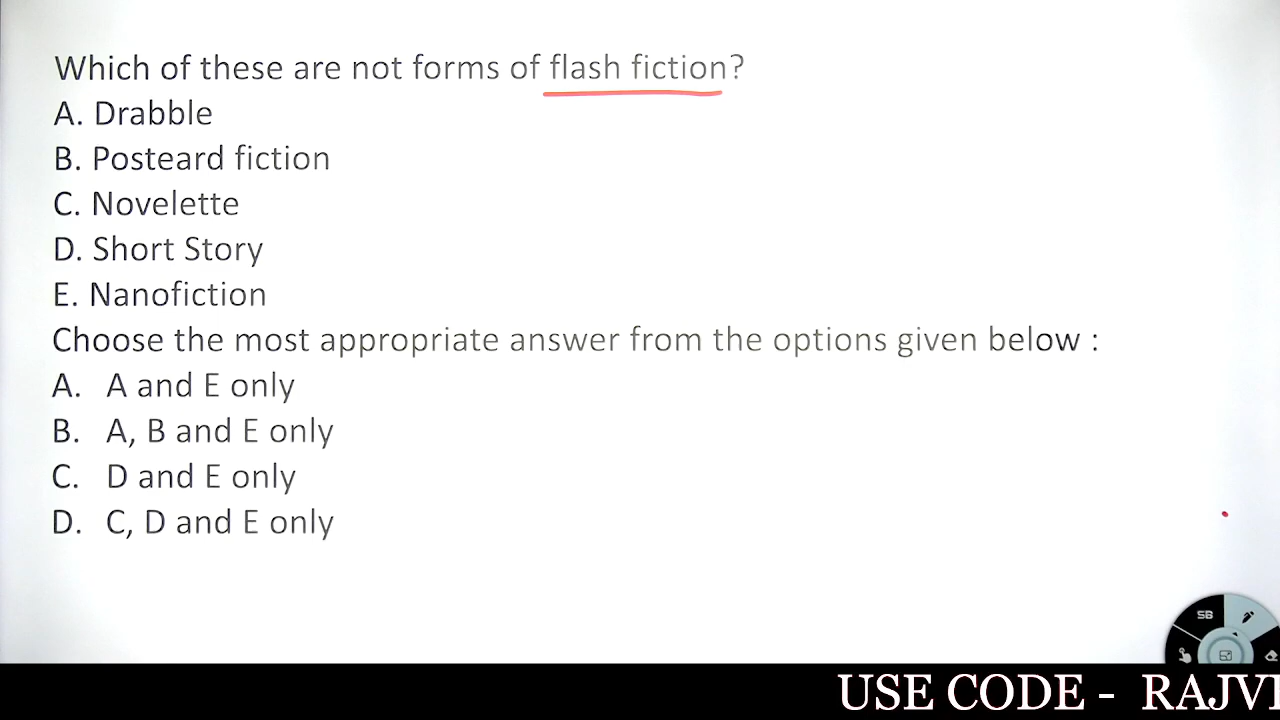 Which of these are not forms of flash fiction?
A. Drabble
B. Posteard fiction
C. Novelette
D. Short Story
E. Nanofiction
Choose the most appropriate answer from the options given below :
A. A and E only
B. A, B and E only
C. D and E only
D. C, D and E only
SB
USE CODE - RAJVI